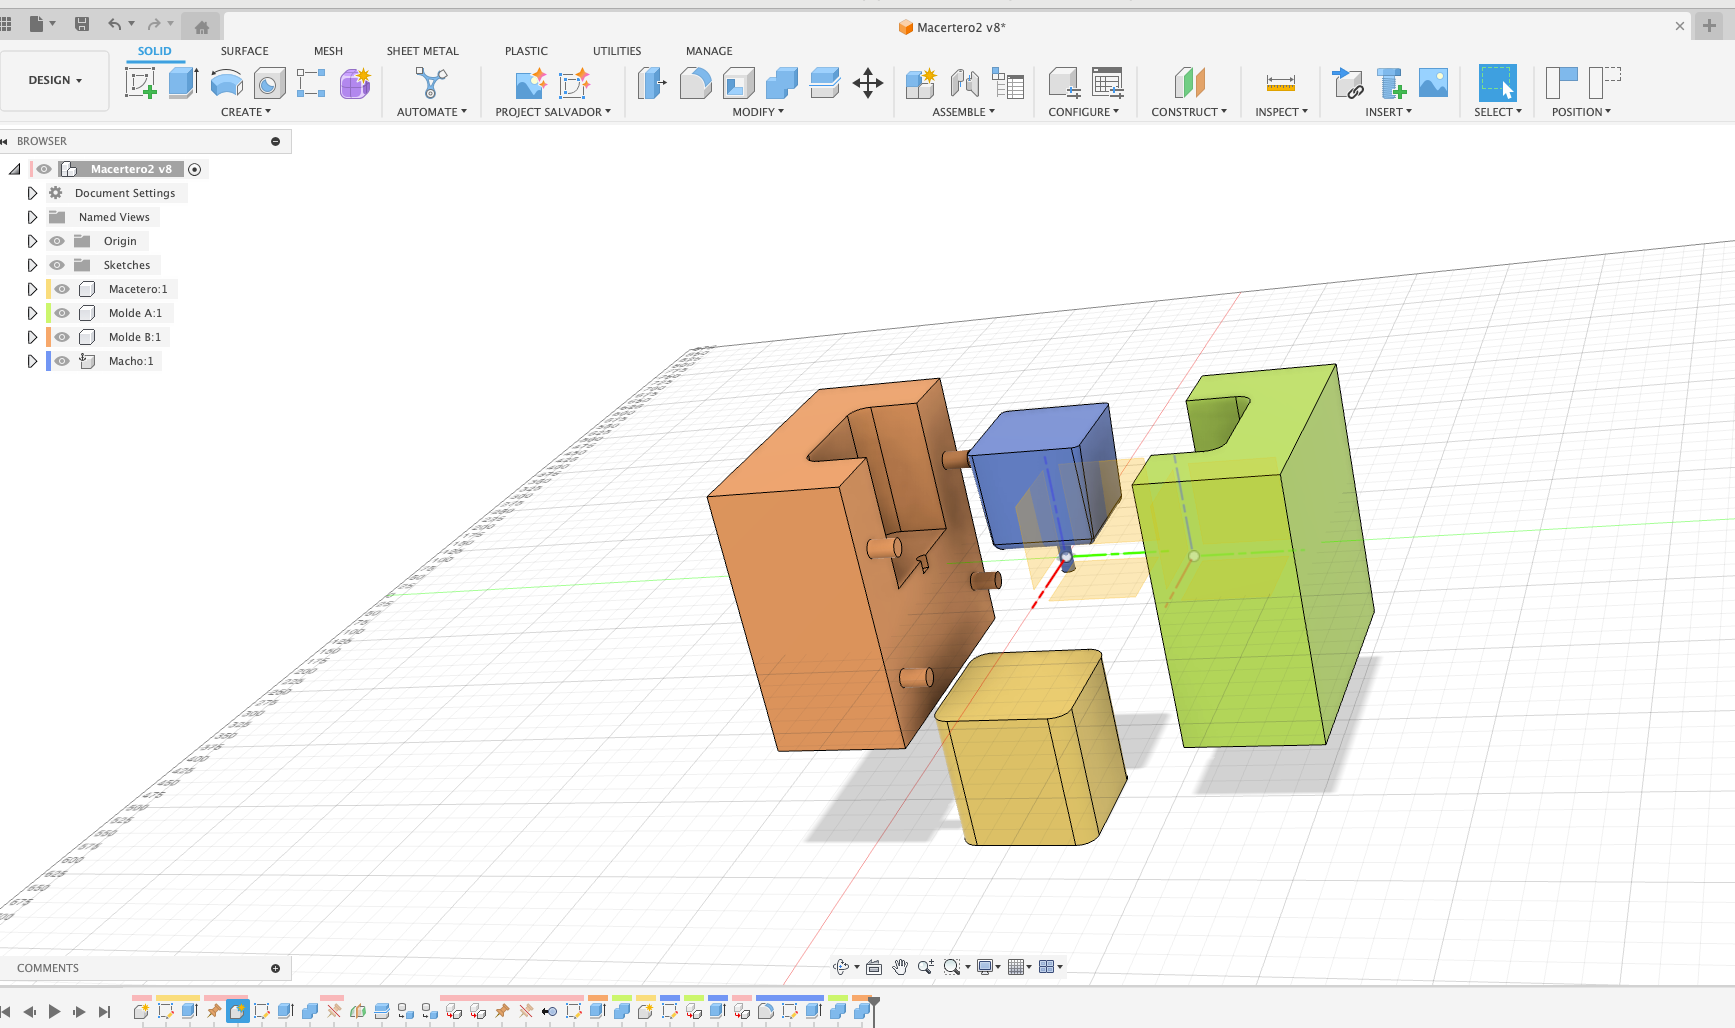 Macertero2 v8*
DESIGN
SOLID SURFACE MESH SHEET METAL PLASTIC UTILITIES MANAGE
CREATE AUTOMATE PROJECT SALVADOR MODIFY ASSEMBLE CONFIGURE CONSTRUCT INSPECT INSERT SELECT POSITION
BROWSER
Macertero2 v8
Document Settings
Named Views
Origin
Sketches
Macetero:1
Molde A:1
Molde B:1
Macho:1
COMMENTS